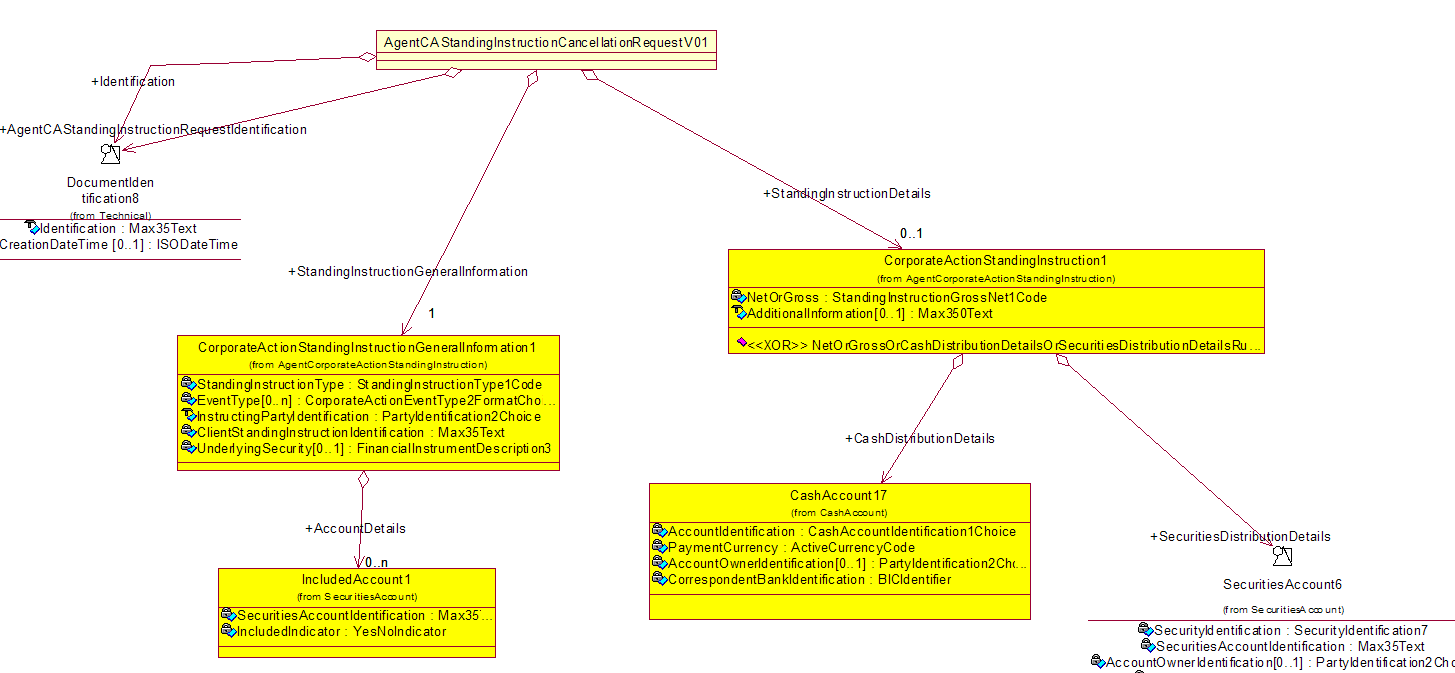 AgentCAStandingInstructionCancellationRequestV01
+Identification
+AgentCAStandingInstructionRequestIdentification
DocumentIden
tification8
(from Technical)
Identification : Max35Text
CreationDateTime [0..1] : ISODateTime
+StandingInstructionDetails
0..1
+StandingInstructionGeneralInformation
1
CorporateActionStandingInstruction1
(from AgentCorporateActionStandingInstruction)
NetOrGross : StandingInstructionGrossNet1Code
AdditionalInformation[0..1] : Max350Text
<<XOR>> NetOrGrossOrCashDistributionDetailsOrSecuritiesDistributionDetailsRu...
CorporateActionStandingInstructionGeneralInformation1
(from AgentCorporateActionStandingInstruction)
StandingInstructionType : StandingInstructionType1Code
EventType[0..n] : CorporateActionEventType2FormatCho...
InstructingPartyIdentification : PartyIdentification2Choice
ClientStandingInstructionIdentification : Max35Text
UnderlyingSecurity[0..1] : FinancialInstrumentDescription3
+AccountDetails
0..n
IncludedAccount1
(from SecuritiesAccount)
SecuritiesAccountIdentification : Max35T...
IncludedIndicator : YesNoIndicator
+CashDistributionDetails
CashAccount17
(from CashAccount)
AccountIdentification : CashAccountIdentification1Choice
PaymentCurrency : ActiveCurrencyCode
AccountOwnerIdentification[0..1] : PartyIdentification2Cho...
CorrespondentBankIdentification : BICIdentifier
+SecuritiesDistributionDetails
SecuritiesAccount6
(from SecuritiesAccount)
SecurityIdentification : SecurityIdentification7
SecuritiesAccountIdentification : Max35Text
AccountOwnerIdentification[0..1] : PartyIdentification2Cho